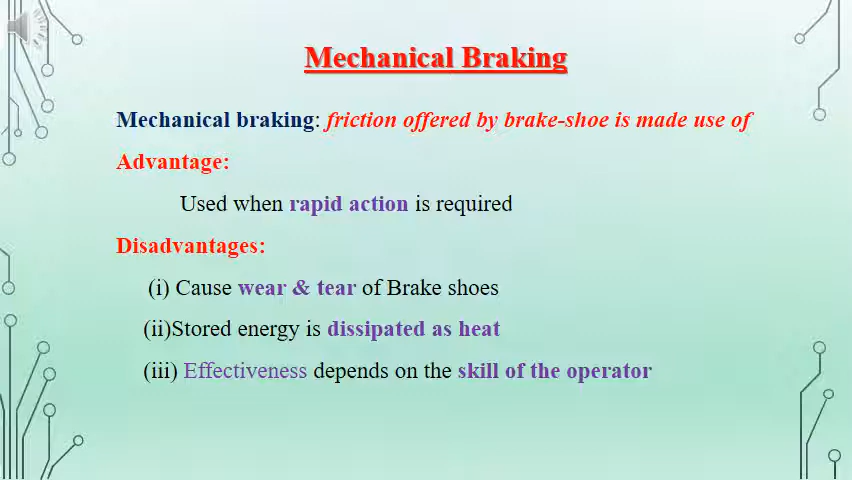 Mechanical Braking
Mechanical braking: friction offered by brake-shoe is made use of
Advantage:
Used when rapid action is required
Disadvantages:
(i) Cause wear & tear of Brake shoes
(ii)Stored energy is dissipated as heat
(iii) Effectiveness depends on the skill of the operator